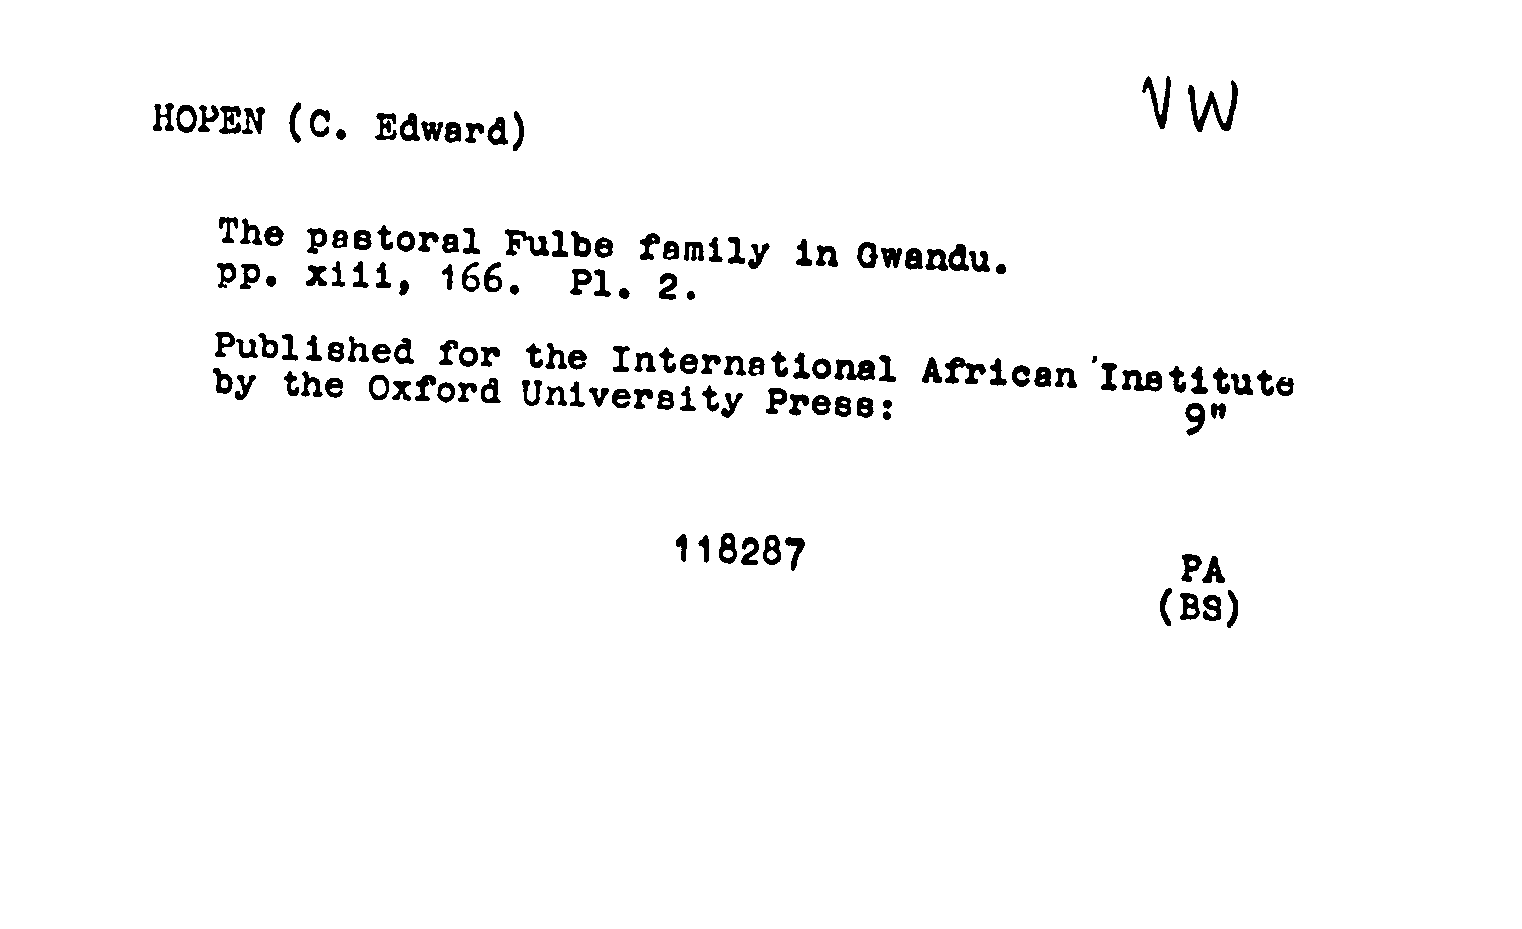 VW
HOPEN (C. Edward)
The pastoral Fulbe family in Gwandu.
pp. xiii, 166. Pl. 2.
Published for the International African Institute
by the Oxford University Press:
9"
118287
PA
(BS)